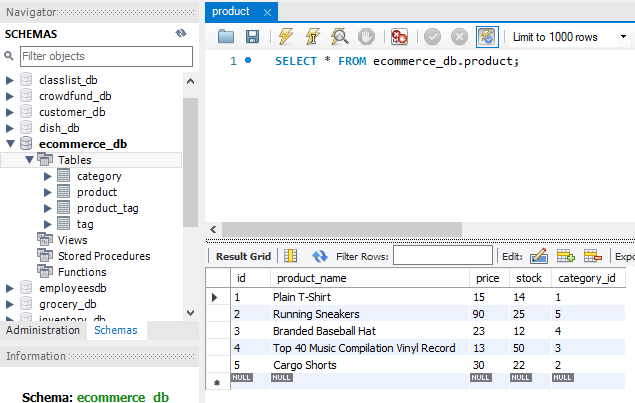 Navigator
SCHEMAS
Filter objects
classlist_db
crowdfund_db
customer_db
dish_db
ecommerce_db
Tables
category
product
product_tag
tag
Views
Stored Procedures
Functions
employeesdb
grocery_db
inventory_db
Administration Schemas
Information
Schema: ecommerce_db
product
Limit to 1000 rows
1 SELECT * FROM ecommerce_db.product;
Result Grid Filter Rows: Edit: Expo
id product_name price stock category_id
1 Plain T-Shirt 15 14 1
2 Running Sneakers 90 25 5
3 Branded Baseball Hat 23 12 4
4 Top 40 Music Compilation Vinyl Record 13 50 3
5 Cargo Shorts 30 22 2
NULL NULL NULL NULL NULL